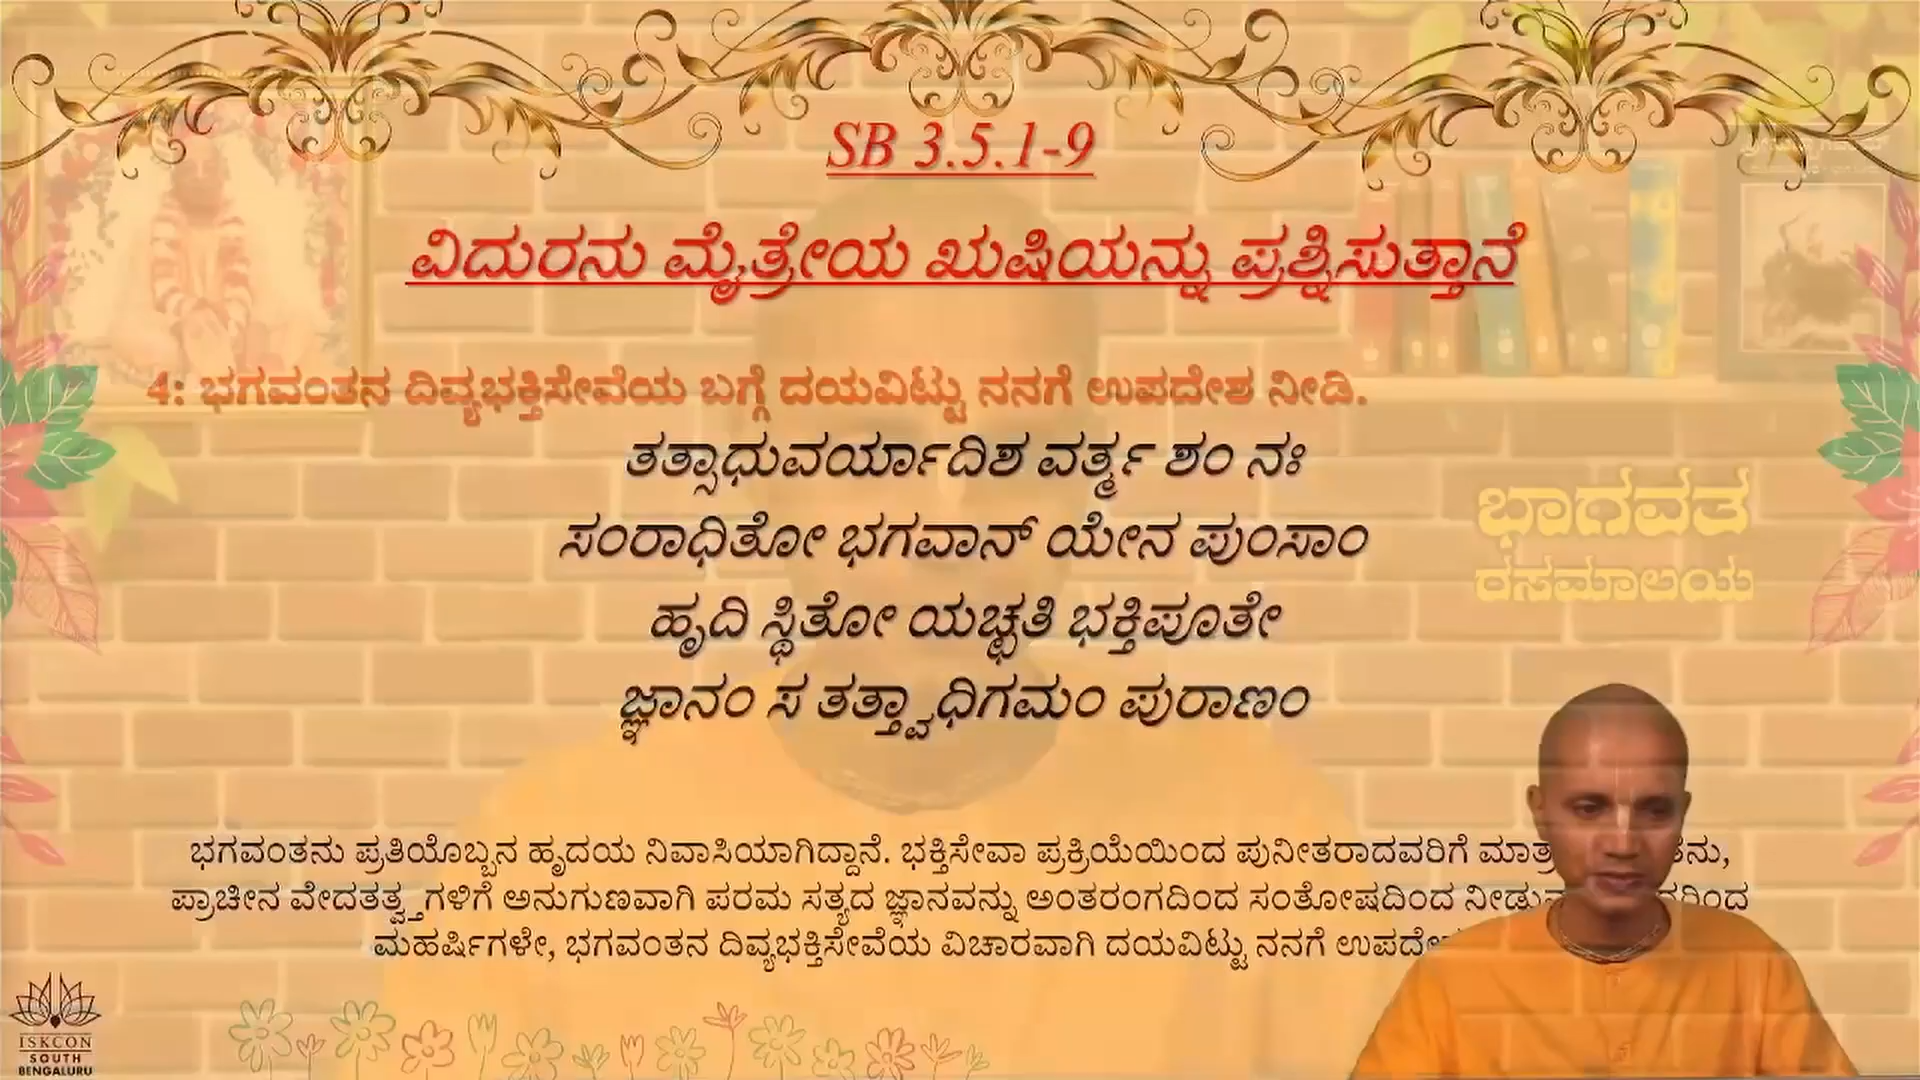 SB 3.5.1-9
ವಿದುರನು ಮೈತ್ರೇಯ ಋಷಿಯನ್ನು ಪ್ರಶ್ನಿಸುತ್ತಾನೆ
4: ಭಗವಂತನ ದಿವ್ಯಭಕ್ತಿಸೇವೆಯ ಬಗ್ಗೆ ದಯವಿಟ್ಟು ನನಗೆ ಉಪದೇಶ ನೀಡಿ.
ತತ್ಸಾಧುವರ್ಯಾದಿಶ ವರ್ತ್ಮ ಶಂ ನಃ
ಸಂರಾಧಿತೋ ಭಗವಾನ್ ಯೇನ ಪುಂಸಾಂ
ಹೃದಿ ಸ್ಥಿತೋ ಯಚ್ಛತಿ ಭಕ್ತಿಪೂತೇ
ಜ್ಞಾನಂ ಸ ತತ್ತ್ವಾಧಿಗಮಂ ಪುರಾಣಂ
ಭಾಗವತ
ರಸಮಾಲಯ
ಭಗವಂತನು ಪ್ರತಿಯೊಬ್ಬನ ಹೃದಯ ನಿವಾಸಿಯಾಗಿದ್ದಾನೆ. ಭಕ್ತಿಸೇವಾ ಪ್ರಕ್ರಿಯೆಯಿಂದ ಪುನೀತರಾದವರಿಗೆ
ಪ್ರಾಚೀನ ವೇದತತ್ತ್ವಗಳಿಗೆ ಅನುಗುಣವಾಗಿ ಪರಮ ಸತ್ಯದ ಜ್ಞಾನವನ್ನು ಅಂತರಂಗದಿಂದ ಸಂತೋಷದಿಂದ
ಮಹರ್ಷಿಗಳೇ, ಭಗವಂತನ ದಿವ್ಯಭಕ್ತಿಸೇವೆಯ ವಿಚಾರವಾಗಿ ದಯವಿಟ್ಟು ನನಗೆ
ISKCON
SOUTH
BENGALURU